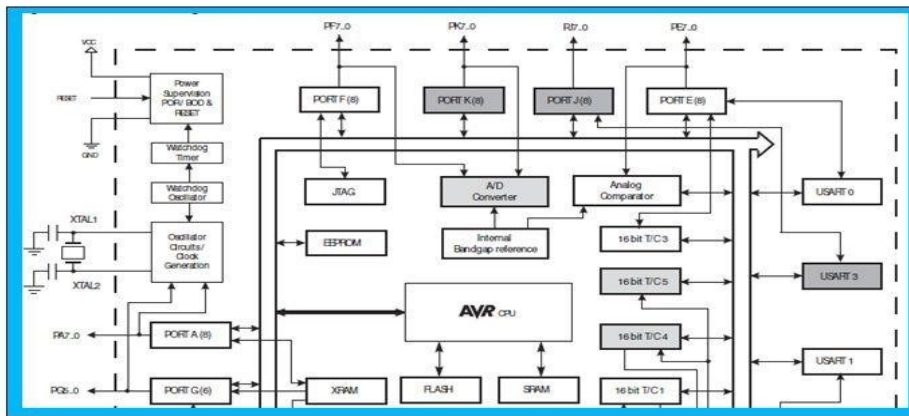 PF7..0
PK7..0
PJ7..0
PE7..0
VCC
RESET
GND
Power
Supervision
POR/ BOD &
RESET
PORT F (8)
PORT K (8)
PORT J (8)
PORT E (8)
Watchdog
Timer
Watchdog
Oscillator
JTAG
A/D
Converter
Analog
Comparator
USART 0
XTAL1
XTAL2
Oscillator
Circuits/
Clock
Generation
EEPROM
Internal
Bandgap reference
16 bit T/C 3
16 bit T/C 5
USART 3
AVR CPU
PA7..0
PORT A (8)
16 bit T/C 4
USART 1
PG5..0
PORT G (6)
XRAM
FLASH
SRAM
16 bit T/C 1